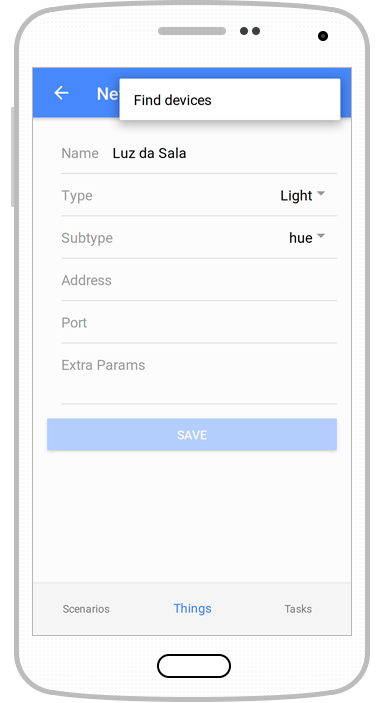 Ne
Find devices
Name Luz da Sala
Type Light
Subtype hue
Address
Port
Extra Params
SAVE
Scenarios Things Tasks